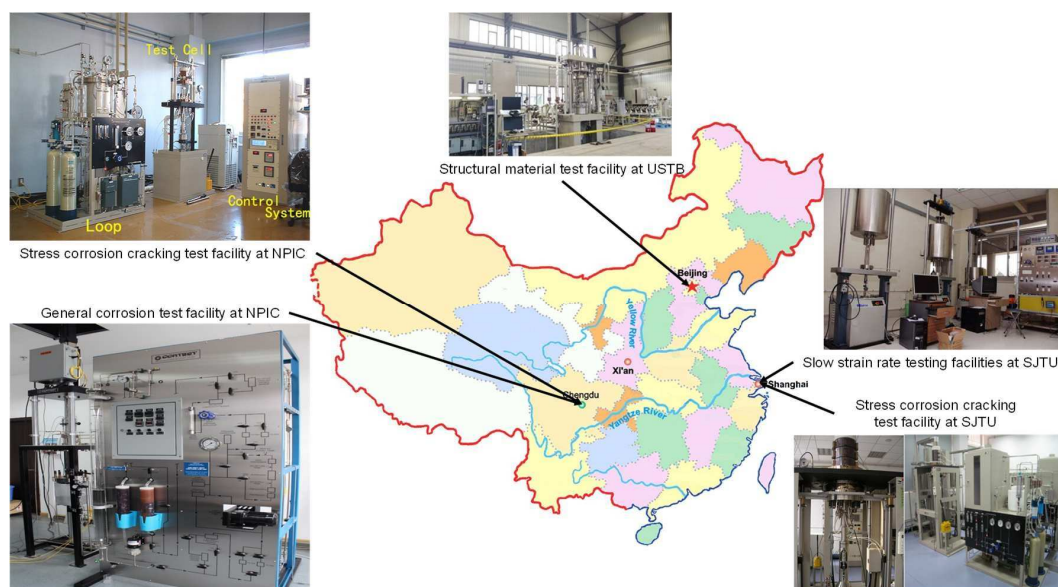 Test Cell
Control
System
Loop
Stress corrosion cracking test facility at NPIC
General corrosion test facility at NPIC
CORTEST
Structural material test facility at USTB
Beijing
Yellow River
Xi'an
Chengdu
Yangtze River
Shanghai
Slow strain rate testing facilities at SJTU
Stress corrosion cracking
test facility at SJTU